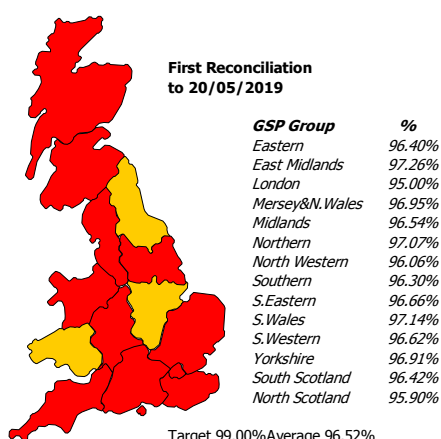 First Reconciliation
to 20/05/2019
GSP Group %
Eastern 96.40%
East Midlands 97.26%
London 95.00%
Mersey&N.Wales 96.95%
Midlands 96.54%
Northern 97.07%
North Western 96.06%
Southern 96.30%
S.Eastern 96.66%
S.Wales 97.14%
S.Western 96.62%
Yorkshire 96.91%
South Scotland 96.42%
North Scotland 95.90%
Target 99.00%Average 96.52%